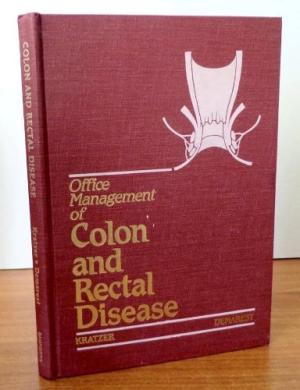 COLON AND RECTAL DISEASE
Kratzer • Demarest
Office
Management
of
Colon
and
Rectal
Disease
KRATZER
DEMAREST